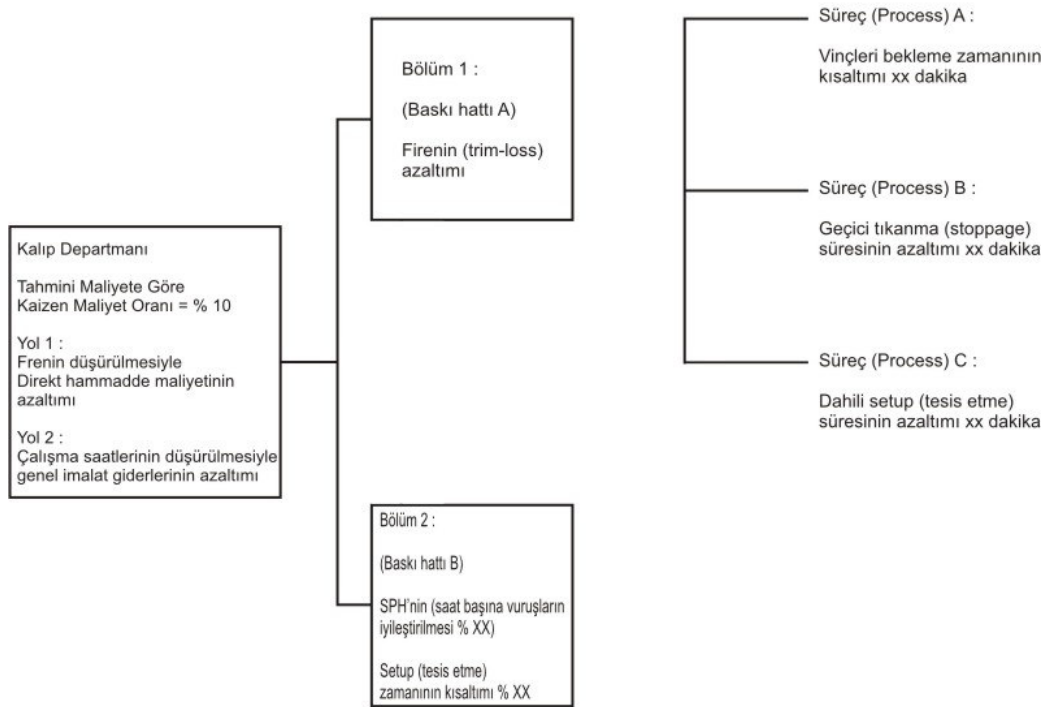 Kalıp Departmanı
Tahmini Maliyete Göre
Kaizen Maliyet Oranı = % 10
Yol 1 :
Frenin düşürülmesiyle
Direkt hammadde maliyetinin
azaltımı
Yol 2 :
Çalışma saatlerinin düşürülmesiyle
genel imalat giderlerinin azaltımı
Bölüm 1 :
(Baskı hattı A)
Firenin (trim-loss)
azaltımı
Bölüm 2 :
(Baskı hattı B)
SPH'nin (saat başına vuruşların
iyileştirilmesi % XX)
Setup (tesis etme)
zamanının kısaltımı % XX
Süreç (Process) A :
Vinçleri bekleme zamanının
kısaltımı xx dakika
Süreç (Process) B :
Geçici tıkanma (stoppage)
süresinin azaltımı xx dakika
Süreç (Process) C :
Dahili setup (tesis etme)
süresinin azaltımı xx dakika